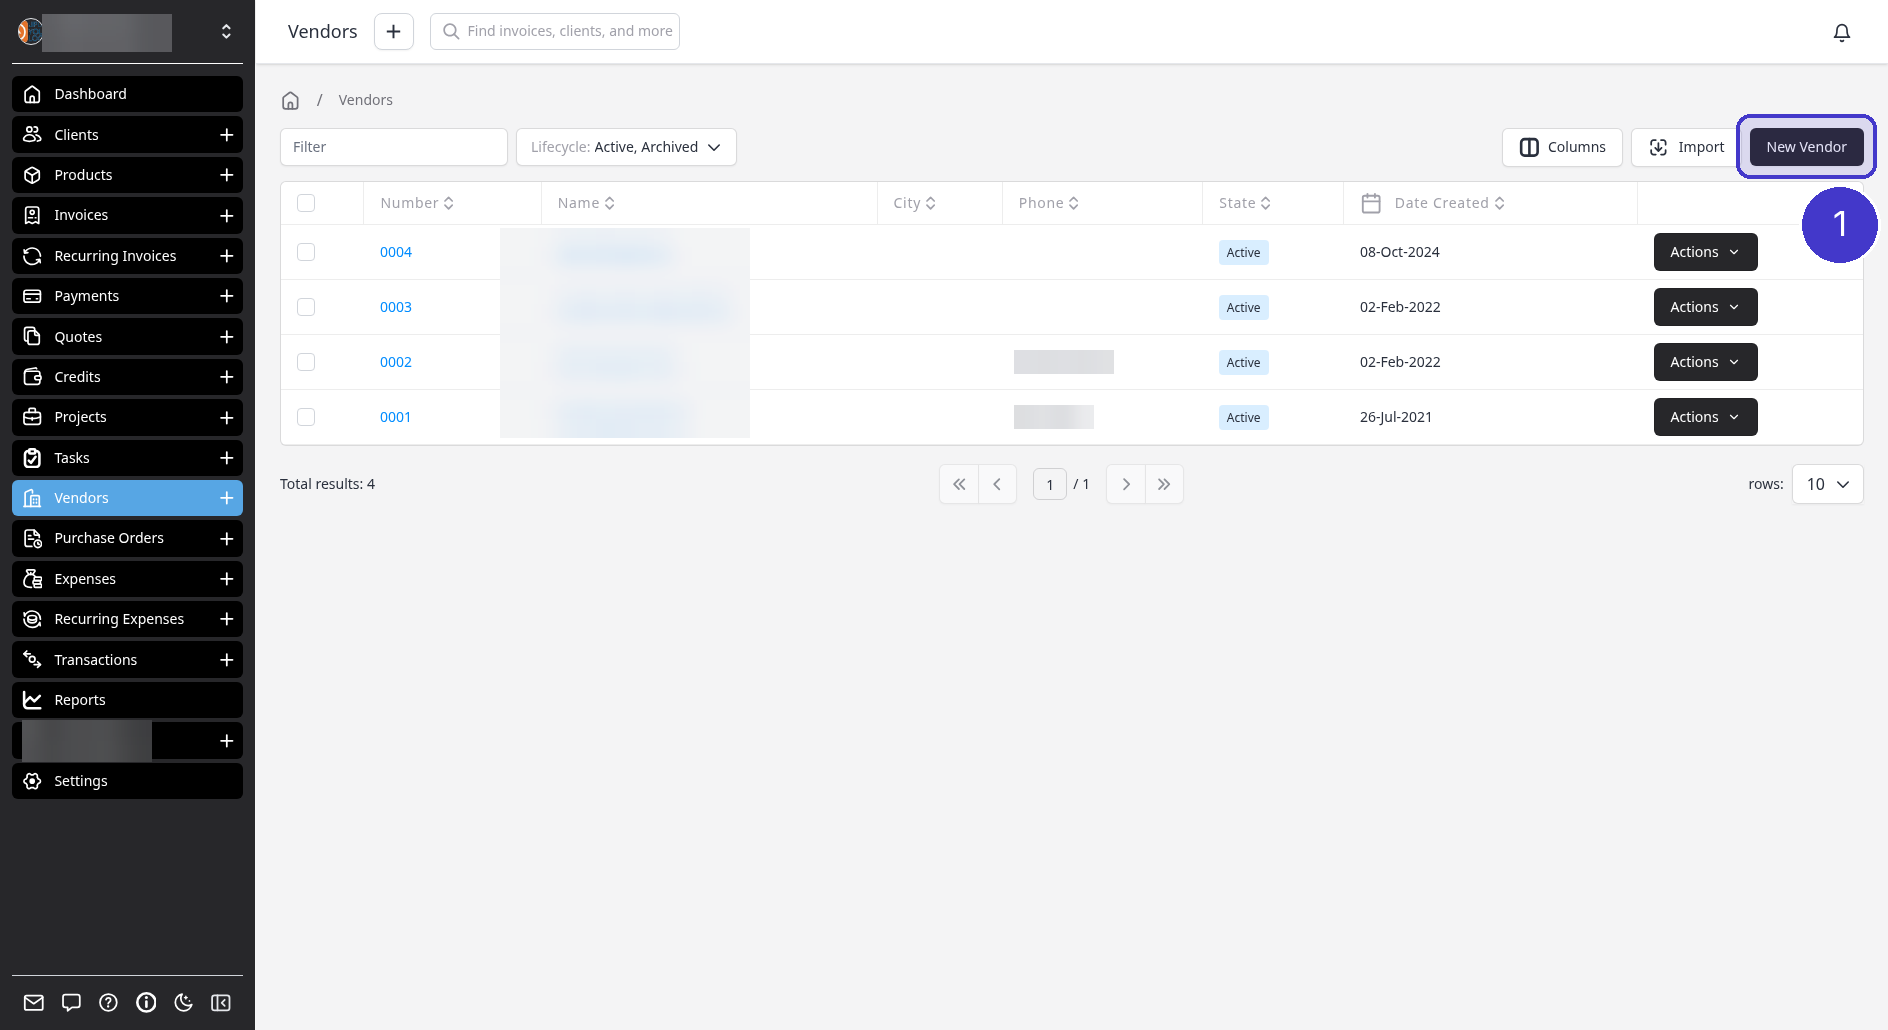 Vendors
Find invoices, clients, and more
Dashboard
Clients
Products
Invoices
Recurring Invoices
Payments
Quotes
Credits
Projects
Tasks
Vendors
Purchase Orders
Expenses
Recurring Expenses
Transactions
Reports
Settings
/ Vendors
Filter
Lifecycle: Active, Archived
Columns
Import
New Vendor
1
Number Name City Phone State Date Created
0004 Active 08-Oct-2024 Actions
0003 Active 02-Feb-2022 Actions
0002 Active 02-Feb-2022 Actions
0001 Active 26-Jul-2021 Actions
Total results: 4
1 / 1
rows: 10